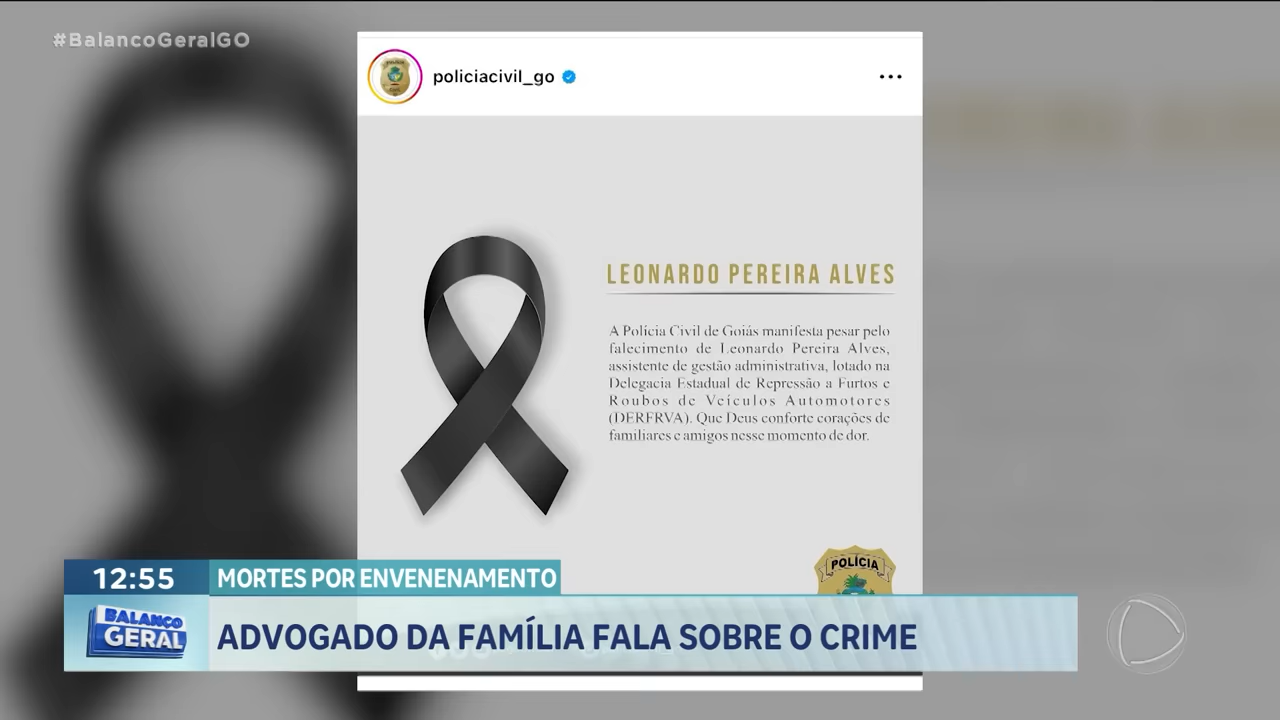 #BalancoGeralGO
policiacivil_go
LEONARDO PEREIRA ALVES
A Polícia Civil de Goiás manifesta pesar pelo
falecimento de Leonardo Pereira Alves,
assistente de gestão administrativa, lotado na
Delegacia Estadual de Repressão a Furtos e
Roubos de Veículos Automotores
(DERFRVA). Que Deus conforte corações de
familiares e amigos nesse momento de dor.
POLÍCIA
12:55
MORTES POR ENVENENAMENTO
BALANÇO
GERAL
ADVOGADO DA FAMÍLIA FALA SOBRE O CRIME